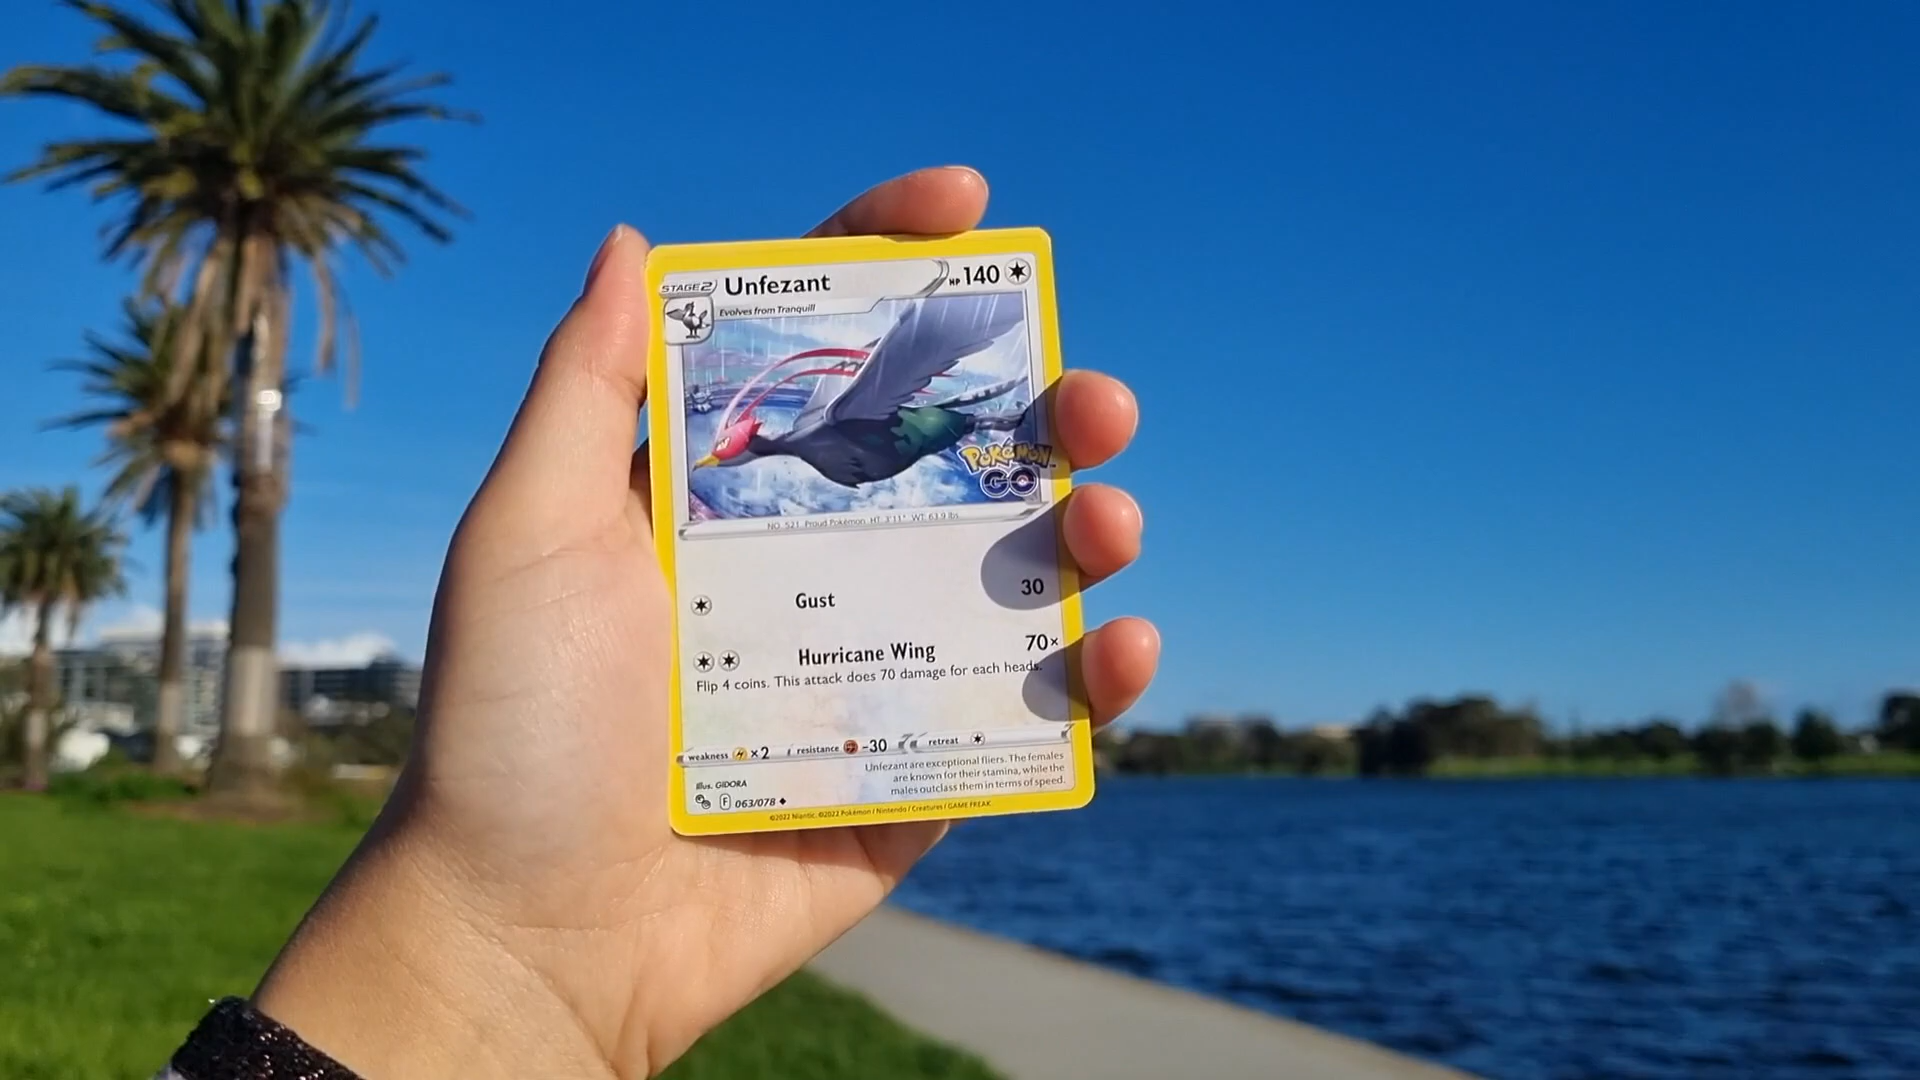 STAGE2 Unfezant HP 140
Evolves from Tranquill
POKéMON
GO
NO. 521 Proud Pokémon HT: 3'11" WT: 63.9 lbs
Gust 30
Hurricane Wing 70×
Flip 4 coins. This attack does 70 damage for each heads.
weakness ×2 resistance -30 retreat
Unfezant are exceptional fliers. The females
are known for their stamina, while the
males outclass them in terms of speed.
Illus. GIDORA
F 063/078
©2022 Niantic. ©2022 Pokémon / Nintendo / Creatures / GAME FREAK.